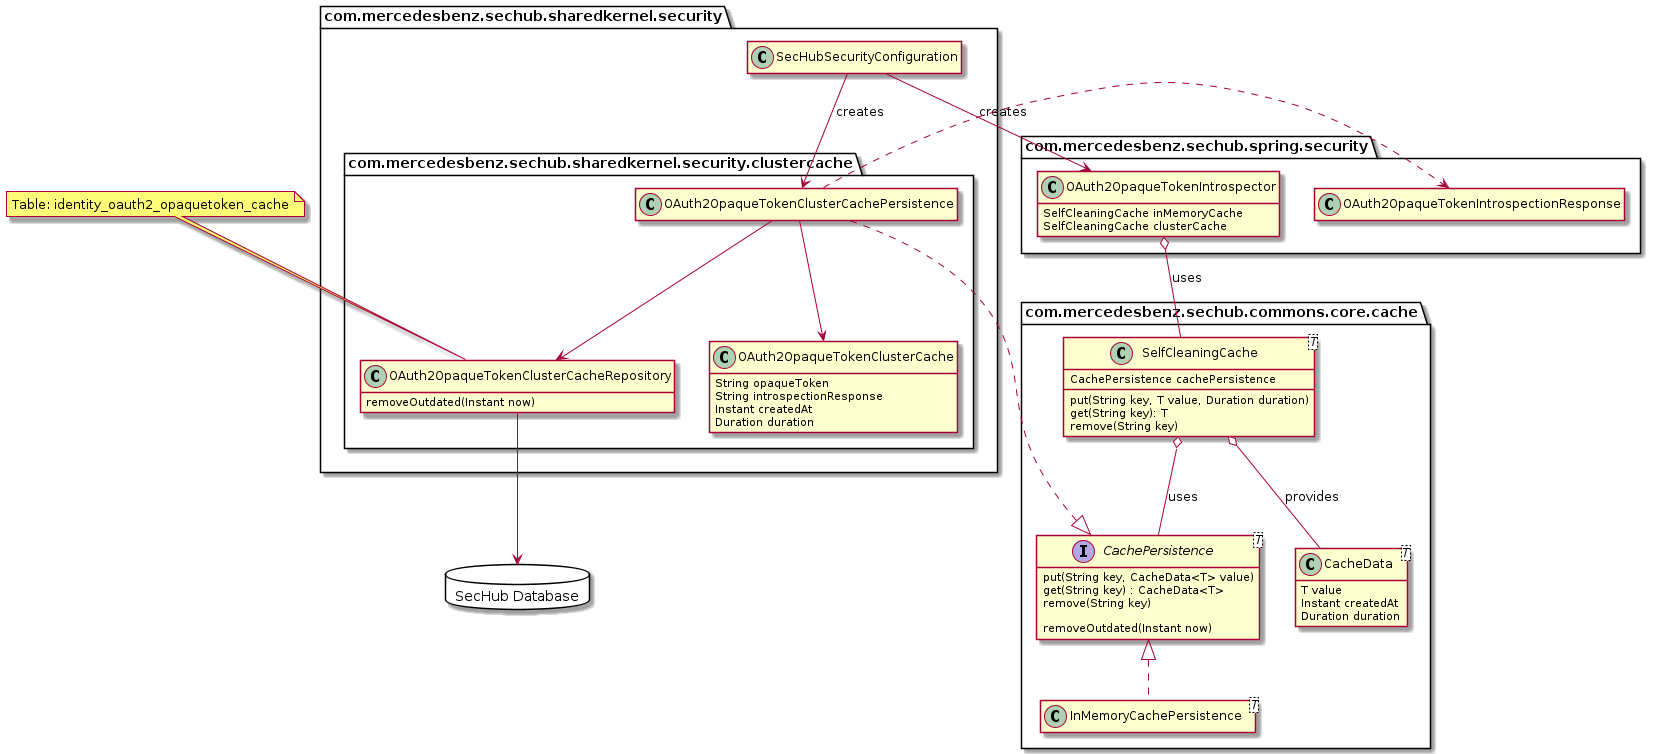 com.mercedesbenz.sechub.sharedkernel.security
C SecHubSecurityConfiguration
creates
creates
com.mercedesbenz.sechub.spring.security
com.mercedesbenz.sechub.sharedkernel.security.clustercache
C OAuth2OpaqueTokenIntrospector
SelfCleaningCache inMemoryCache
SelfCleaningCache clusterCache
C OAuth2OpaqueTokenIntrospectionResponse
Table: identity_oauth2_opaquetoken_cache
C OAuth2OpaqueTokenClusterCachePersistence
uses
com.mercedesbenz.sechub.commons.core.cache
C SelfCleaningCache
T
CachePersistence cachePersistence
put(String key, T value, Duration duration)
get(String key): T
remove(String key)
C OAuth2OpaqueTokenClusterCacheRepository
removeOutdated(Instant now)
C OAuth2OpaqueTokenClusterCache
String opaqueToken
String introspectionResponse
Instant createdAt
Duration duration
uses
provides
I CachePersistence
T
put(String key, CacheData<T> value)
get(String key) : CacheData<T>
remove(String key)
removeOutdated(Instant now)
C CacheData
T
T value
Instant createdAt
Duration duration
SecHub Database
C InMemoryCachePersistence
T